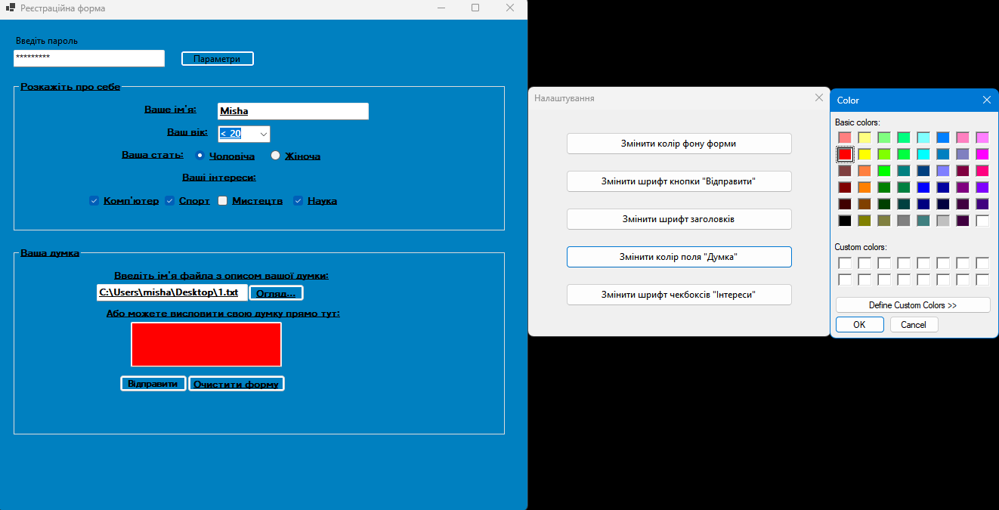 Реєстраційна форма
Введіть пароль
*********
Параметри
Розкажіть про себе
Ваше ім'я:
Misha
Ваш вік:
< 20
Ваша стать:
Чоловіча
Жіноча
Ваші інтереси:
Комп'ютер
Спорт
Мистецтв
Наука
Ваша думка
Введіть ім'я файла з описом вашої думки:
C:\Users\misha\Desktop\1.txt
Огляд...
Або можете висловити свою думку прямо тут:
Відправити
Очистити форму
Налаштування
Змінити колір фону форми
Змінити шрифт кнопки "Відправити"
Змінити шрифт заголовків
Змінити колір поля "Думка"
Змінити шрифт чекбоксів "Інтереси"
Color
Basic colors:
Custom colors:
Define Custom Colors >>
OK
Cancel